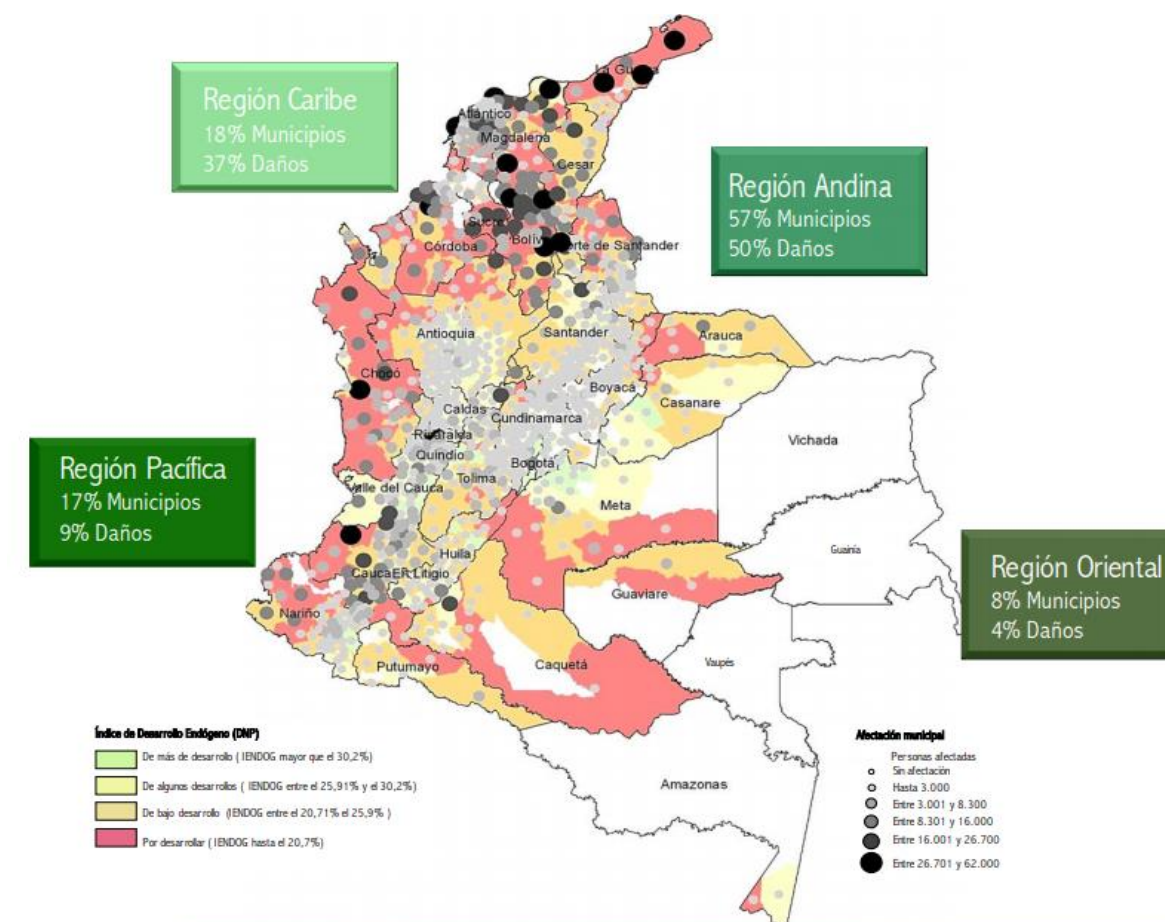 La Guajira
Región Caribe
18% Municipios
37% Daños
Atlántico
Magdalena
Cesar
Región Andina
57% Municipios
50% Daños
Sucre
Córdoba
Norte de Santander
Antioquia
Santander
Arauca
Chocó
Boyacá
Caldas
Casanare
Cundinamarca
Risaralda
Vichada
Región Pacífica
17% Municipios
9% Daños
Quindío
Bogotá
Tolima
Valle del Cauca
Meta
Guainía
Huila
Cauca
En Litigio
Región Oriental
8% Municipios
4% Daños
Guaviare
Nariño
Putumayo
Caquetá
Vaupés
Amazonas
Índice de Desarrollo Endógeno (DNP)
De más de desarrollo ( IENDOG mayor que el 30,2%)
De algunos desarrollos ( IENDOG entre el 25,91% y el 30,2%)
De bajo desarrollo (IENDOG entre el 20,71% el 25,9% )
Por desarrollar ( IENDOG hasta el 20,7%)
Afectación municipal
Personas afectadas
Sin afectación
Hasta 3.000
Entre 3.001 y 8.300
Entre 8.301 y 16.000
Entre 16.001 y 26.700
Entre 26.701 y 62.000